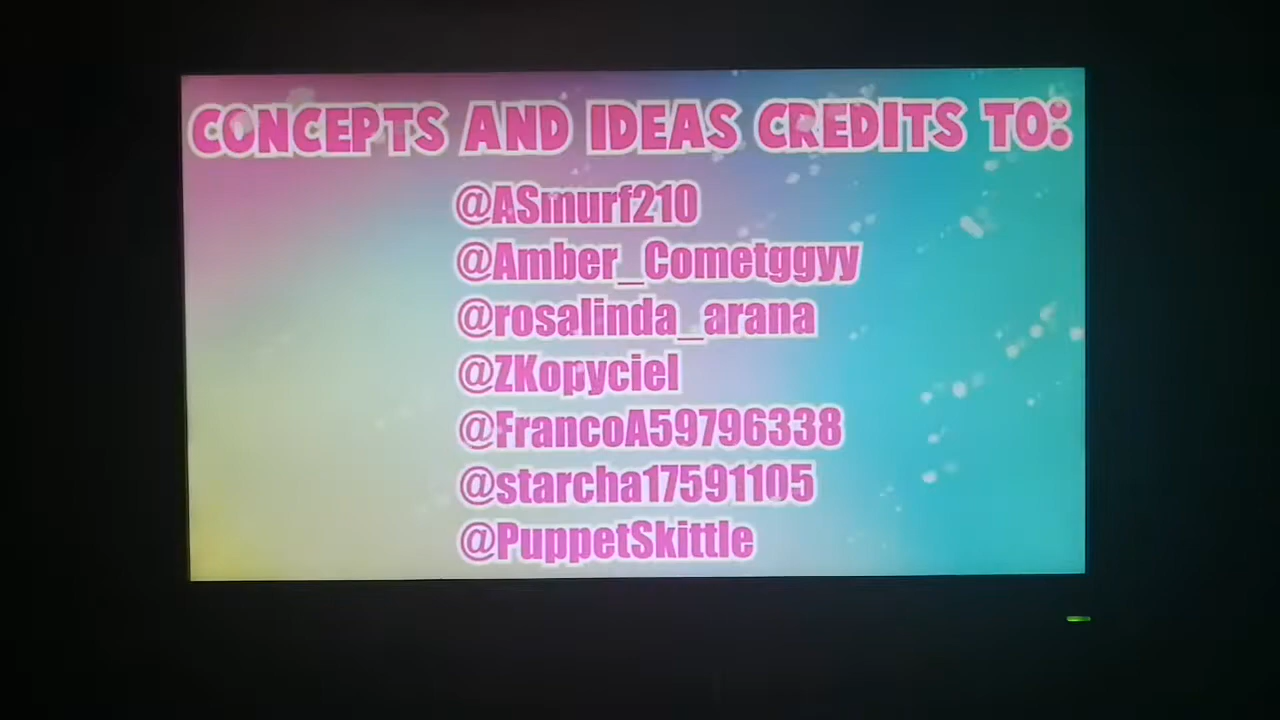 CONCEPTS AND IDEAS CREDITS TO:
@ASmurf210
@Amber_Cometggyy
@rosalinda_arana
@ZKopyciel
@FrancoA59796338
@starcha17591105
@PuppetSkittle